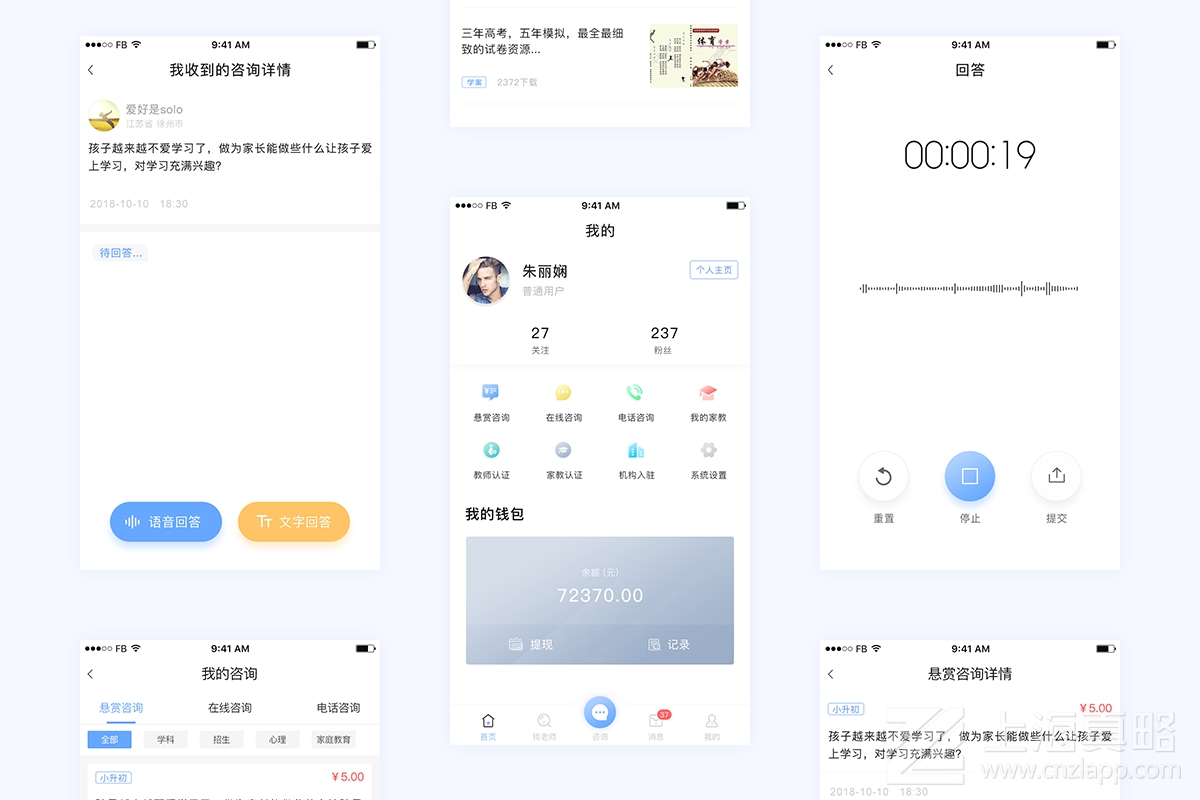 ●●●○○ FB 9:41 AM
我收到的咨询详情
爱好是solo
江苏省 徐州市
孩子越来越不爱学习了，做为家长能做些什么让孩子爱
上学习，对学习充满兴趣？
2018-10-10 18:30
待回答...
语音回答
文字回答
●●●○○ FB 9:41 AM
我的咨询
悬赏咨询 在线咨询 电话咨询
全部 学科 招生 心理 家庭教育
小升初 ￥5.00
三年高考，五年模拟，最全最细
致的试卷资源...
学案 2372下载
体育
●●●○○ FB 9:41 AM
我的
朱丽娴
普通用户
个人主页
27 237
关注 粉丝
悬赏咨询 在线咨询 电话咨询 我的家教
教师认证 家教认证 机构入驻 系统设置
我的钱包
余额 (元)
72370.00
提现 记录
37
首页 找老师 咨询 消息 我的
●●●○○ FB 9:41 AM
回答
00:00:19
重置 停止 提交
●●●○○ FB 9:41 AM
悬赏咨询详情
小升初 ￥5.00
孩子越来越不爱学习了，做为家长能做些什么让孩子爱
上学习，对学习充满兴趣？
2018-10-10 18:30
上海真略
www.cnzlapp.com